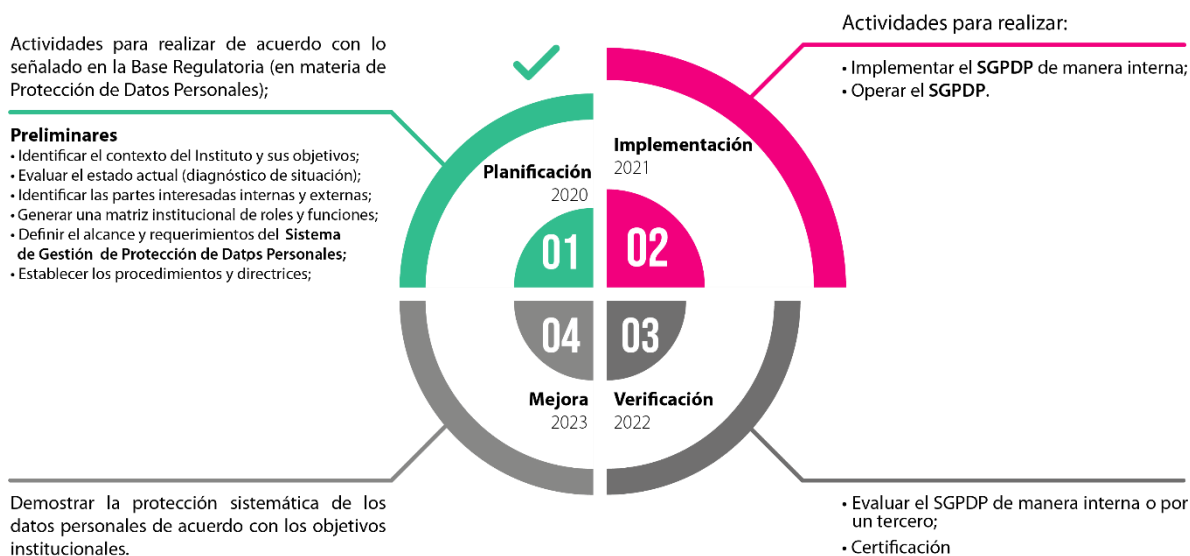 Actividades para realizar de acuerdo con lo
señalado en la Base Regulatoria (en materia de
Protección de Datos Personales);
Preliminares
• Identificar el contexto del Instituto y sus objetivos;
• Evaluar el estado actual (diagnóstico de situación);
• Identificar las partes interesadas internas y externas;
• Generar una matriz institucional de roles y funciones;
• Definir el alcance y requerimientos del Sistema
de Gestión de Protección de Datos Personales;
• Establecer los procedimientos y directrices;
Planificación
2020
01
Actividades para realizar:
• Implementar el SGPDP de manera interna;
• Operar el SGPDP.
Implementación
2021
02
03
Verificación
2022
• Evaluar el SGPDP de manera interna o por
un tercero;
• Certificación
04
Mejora
2023
Demostrar la protección sistemática de los
datos personales de acuerdo con los objetivos
institucionales.